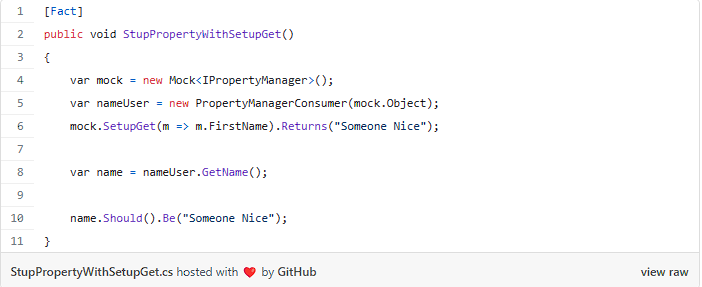 1 [Fact]
2 public void StupPropertyWithSetupGet()
3 {
4 var mock = new Mock<IPropertyManager>();
5 var nameUser = new PropertyManagerConsumer(mock.Object);
6 mock.SetupGet(m => m.FirstName).Returns("Someone Nice");
7
8 var name = nameUser.GetName();
9
10 name.Should().Be("Someone Nice");
11 }
StupPropertyWithSetupGet.cs hosted with ❤ by GitHub view raw